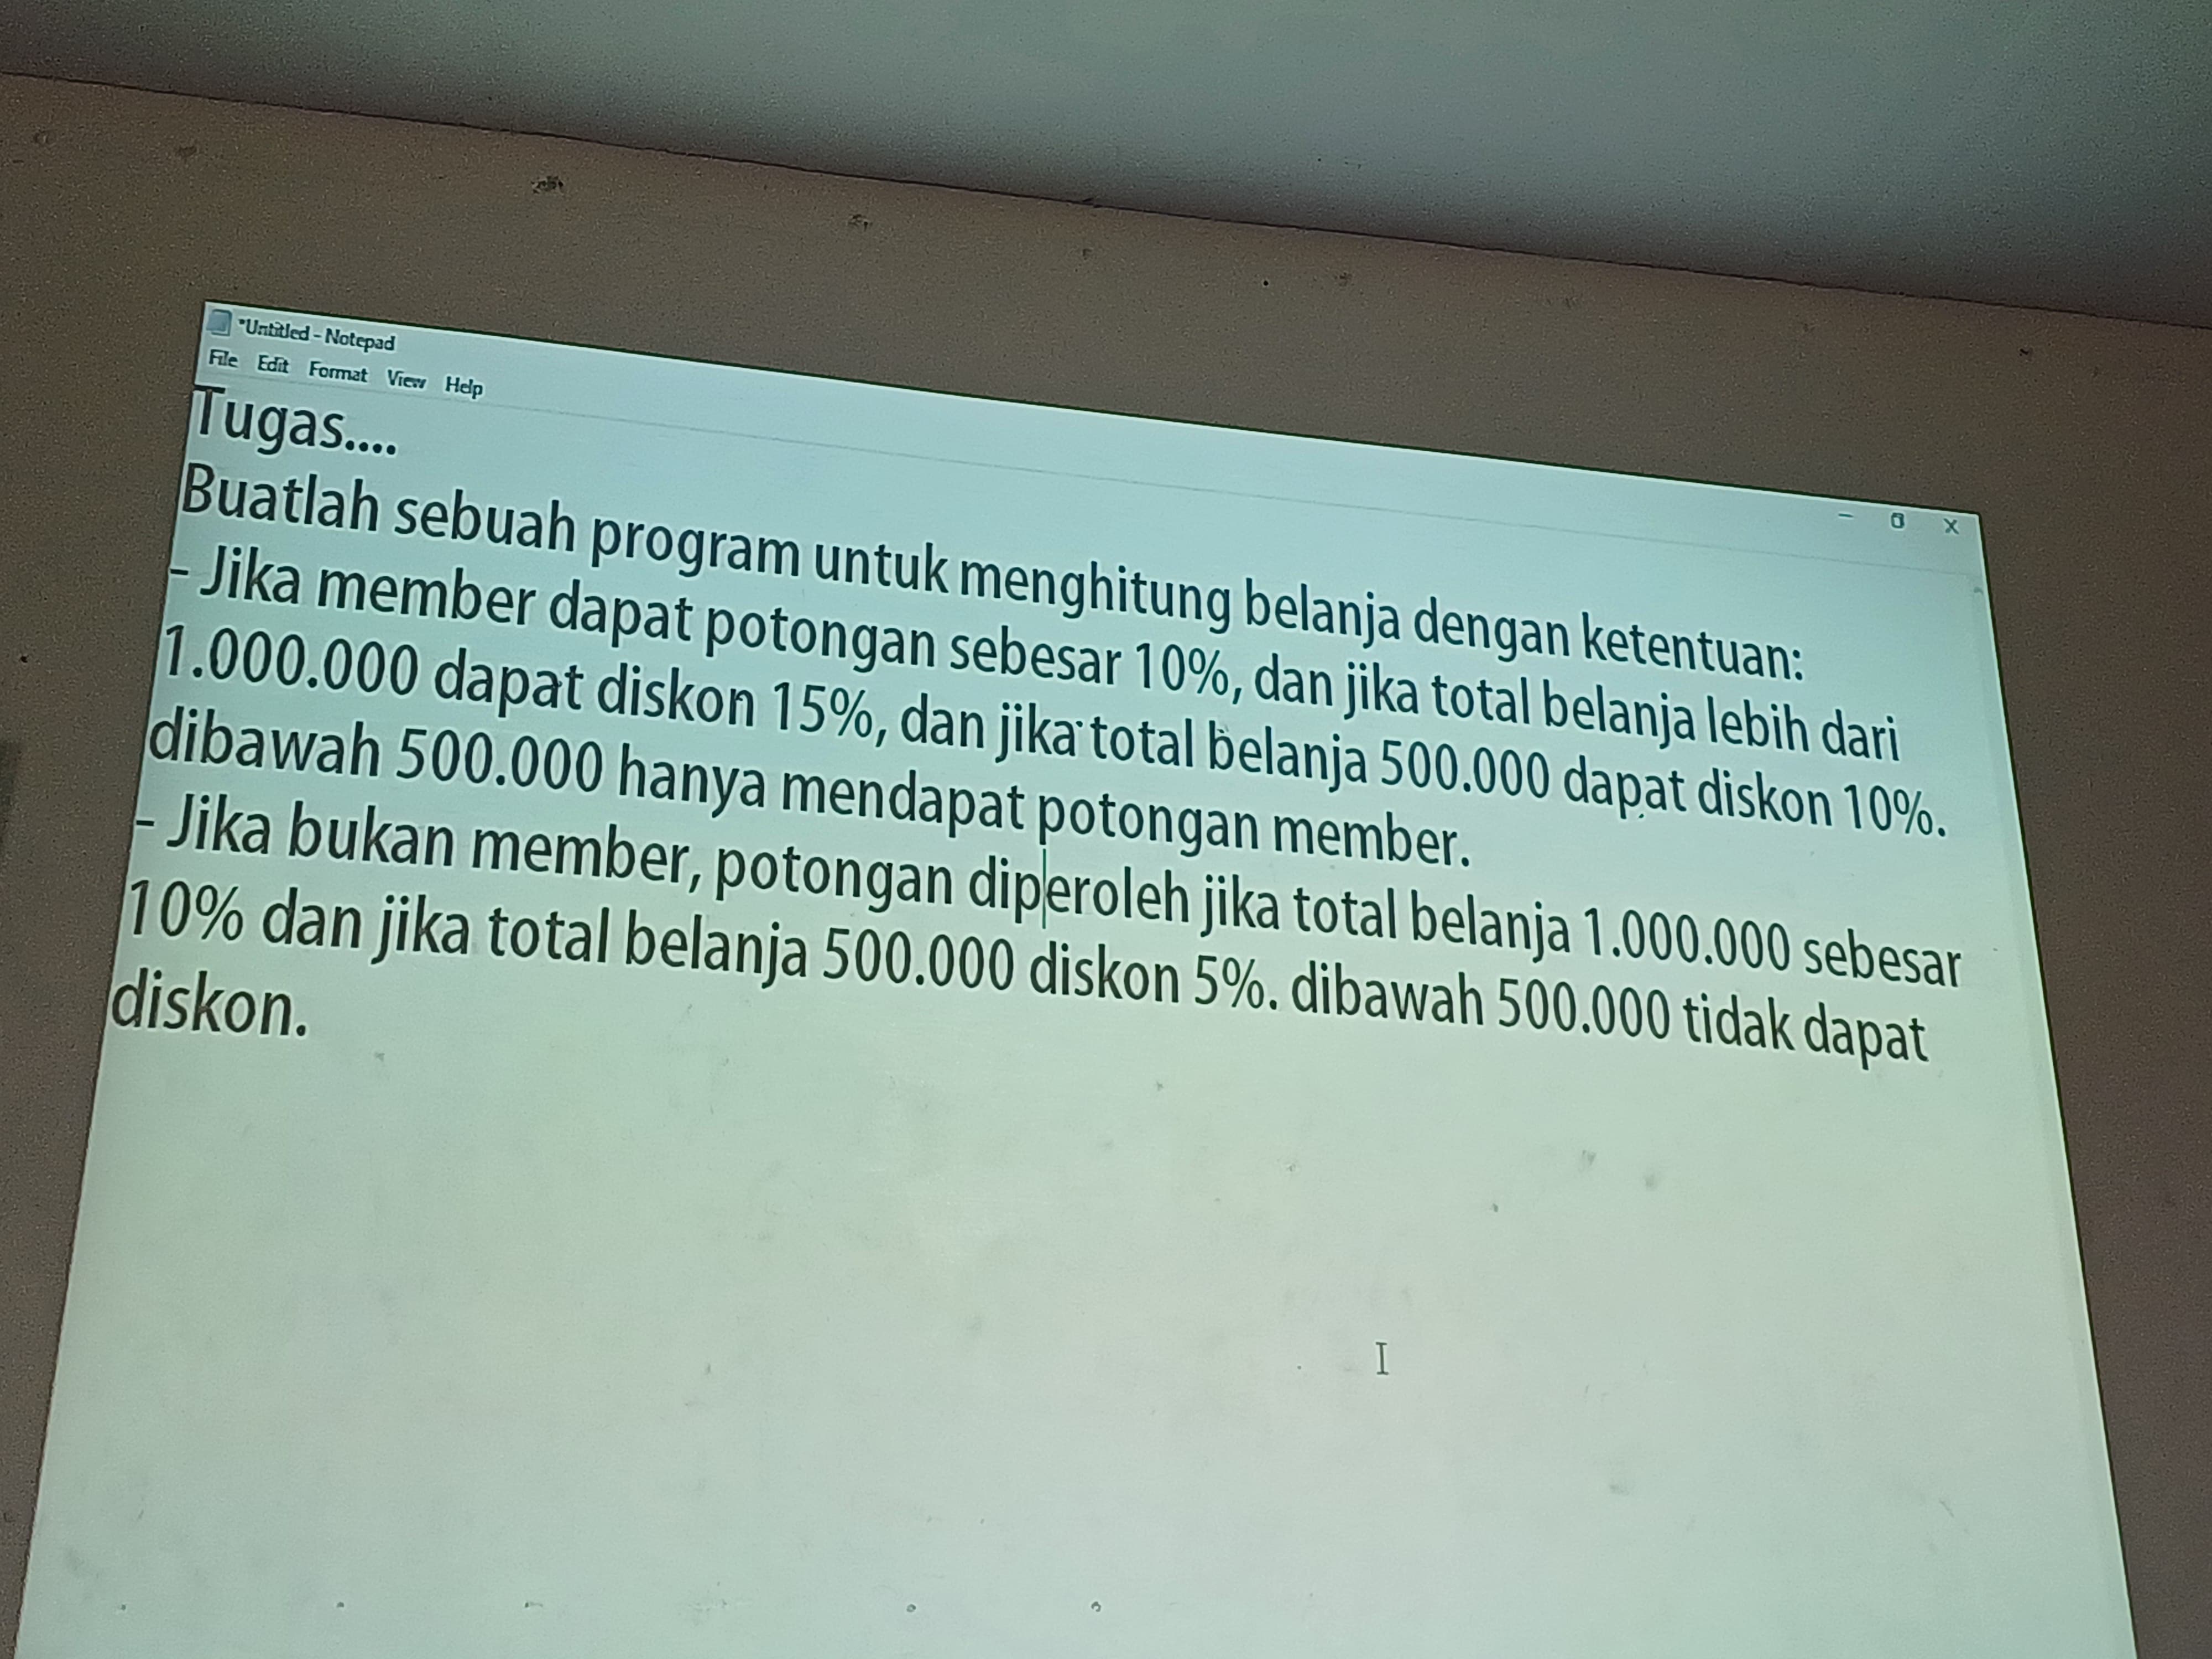 *Untitled - Notepad
File Edit Format View Help
Tugas....
Buatlah sebuah program untuk menghitung belanja dengan ketentuan:
- Jika member dapat potongan sebesar 10%, dan jika total belanja lebih dari
1.000.000 dapat diskon 15%, dan jika total belanja 500.000 dapat diskon 10%.
dibawah 500.000 hanya mendapat potongan member.
- Jika bukan member, potongan diperoleh jika total belanja 1.000.000 sebesar
10% dan jika total belanja 500.000 diskon 5%. dibawah 500.000 tidak dapat
diskon.